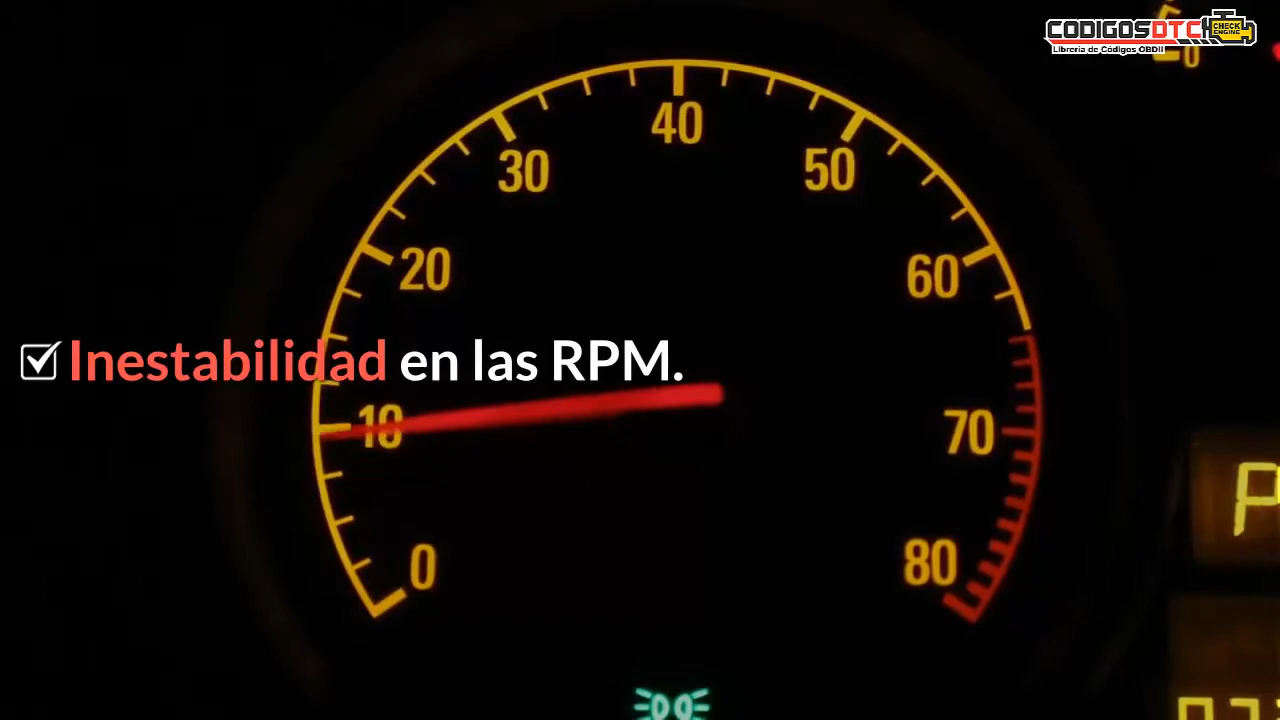 CODIGOSDTC
CHECK
ENGINE
Librería de Códigos OBDII
40
30
50
20
60
Inestabilidad en las RPM.
10
70
P
0
80